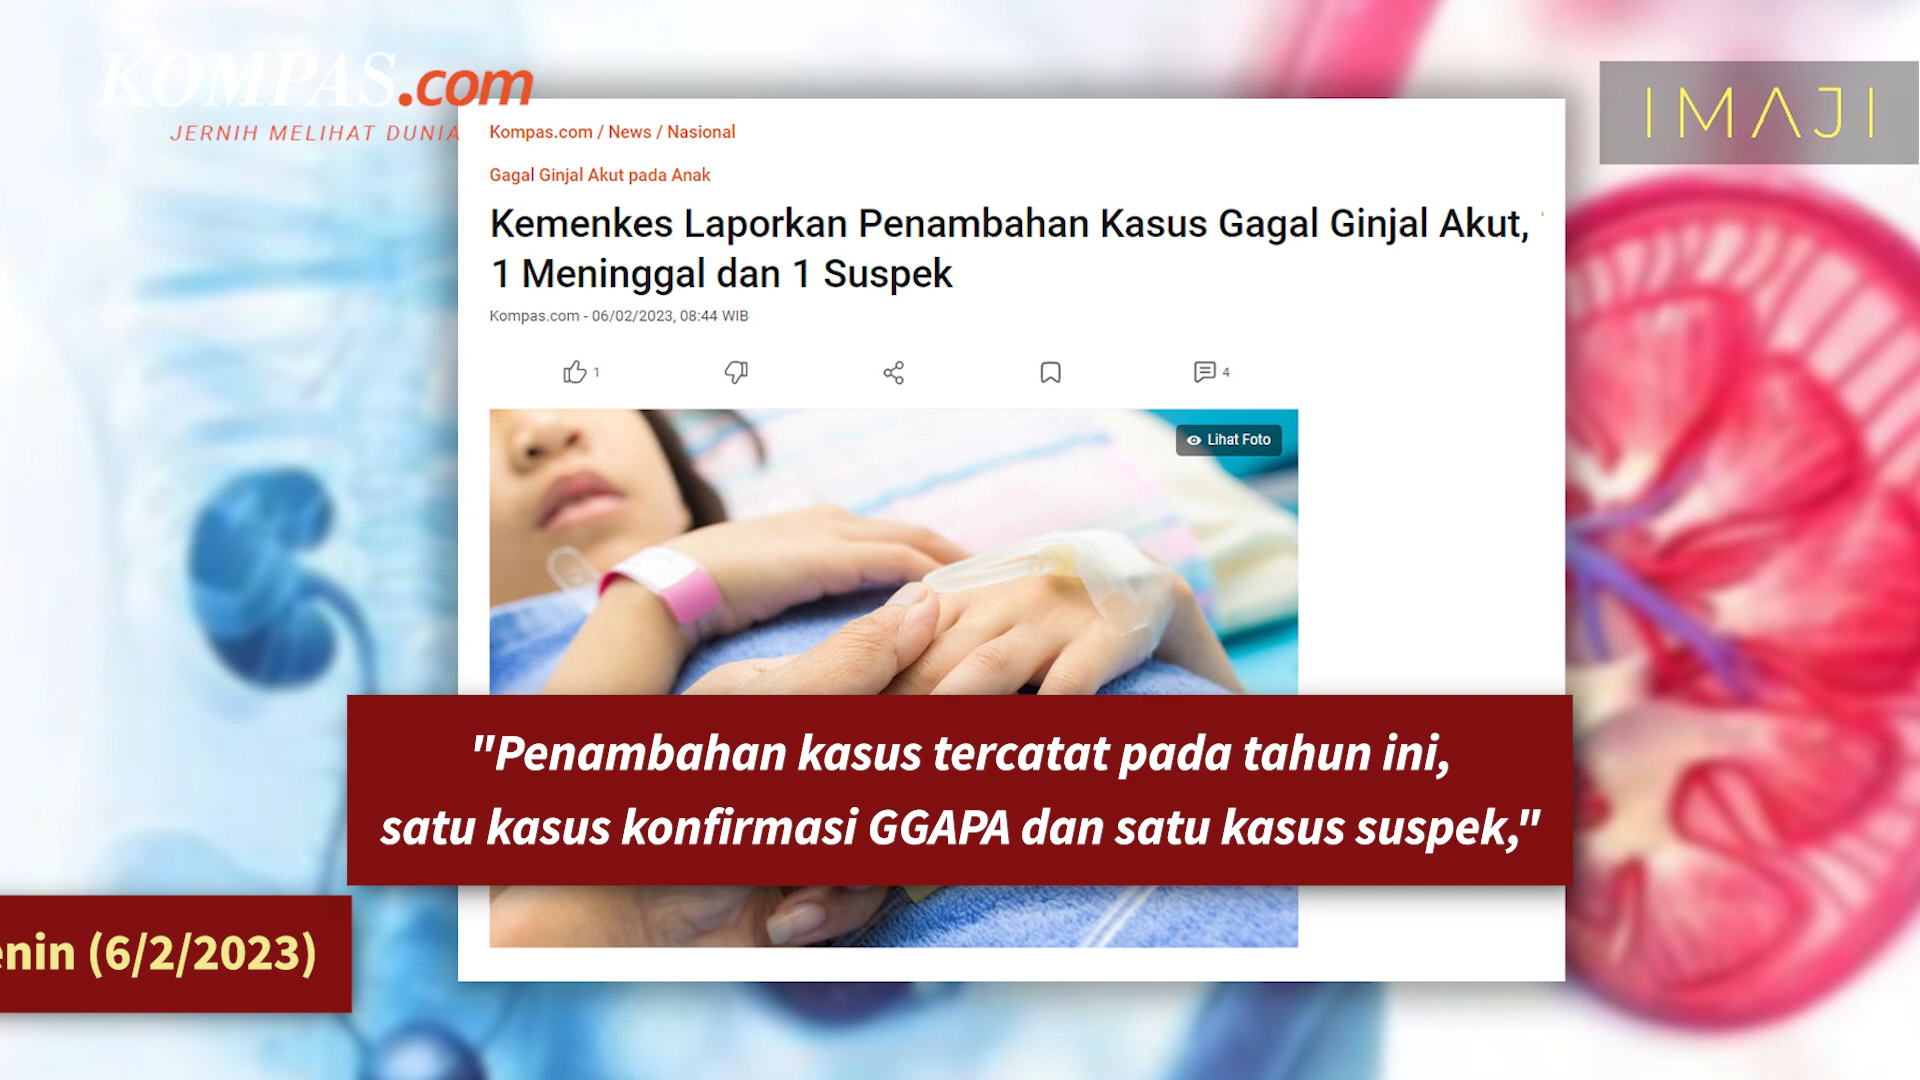 KOMPAS.com
JERNIH MELIHAT DUNIA
IMAJI
Kompas.com / News / Nasional
Gagal Ginjal Akut pada Anak
Kemenkes Laporkan Penambahan Kasus Gagal Ginjal Akut,
1 Meninggal dan 1 Suspek
Kompas.com - 06/02/2023, 08:44 WIB
1
4
Lihat Foto
"Penambahan kasus tercatat pada tahun ini,
satu kasus konfirmasi GGAPA dan satu kasus suspek,"
(6/2/2023)